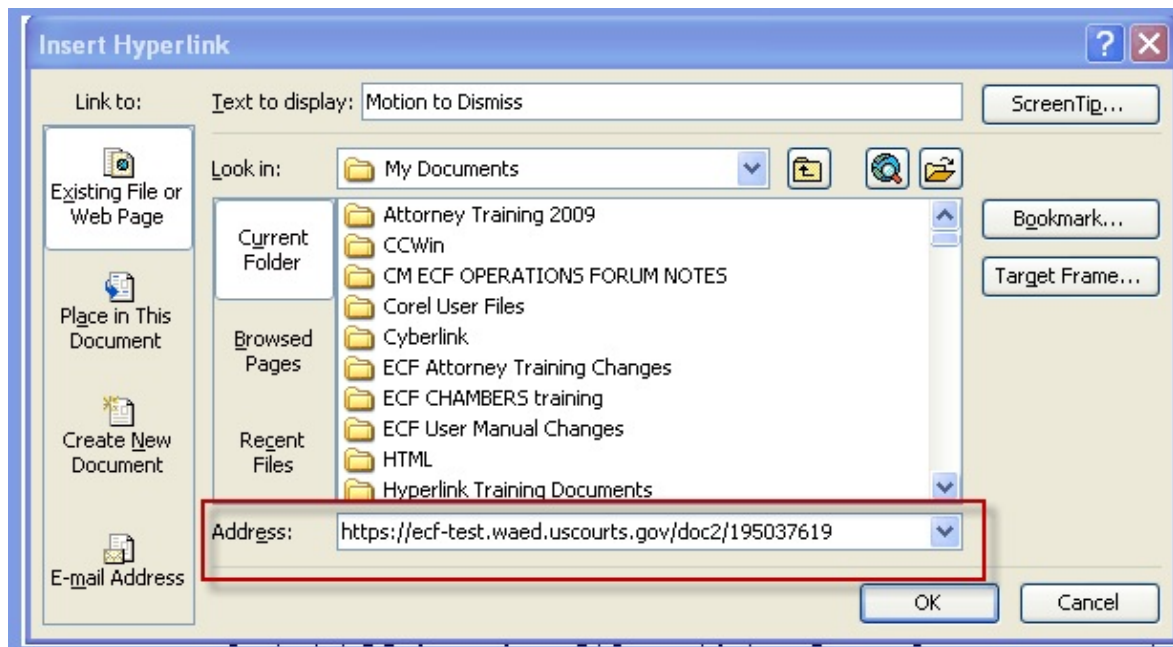 Insert Hyperlink
Link to:
Text to display: Motion to Dismiss
ScreenTip...
Existing File or
Web Page
Place in This
Document
Create New
Document
E-mail Address
Look in: My Documents
Current
Folder
Browsed
Pages
Recent
Files
Attorney Training 2009
CCWin
CM ECF OPERATIONS FORUM NOTES
Corel User Files
Cyberlink
ECF Attorney Training Changes
ECF CHAMBERS training
ECF User Manual Changes
HTML
Hyperlink Training Documents
Bookmark...
Target Frame...
Address: https://ecf-test.waed.uscourts.gov/doc2/195037619
OK
Cancel